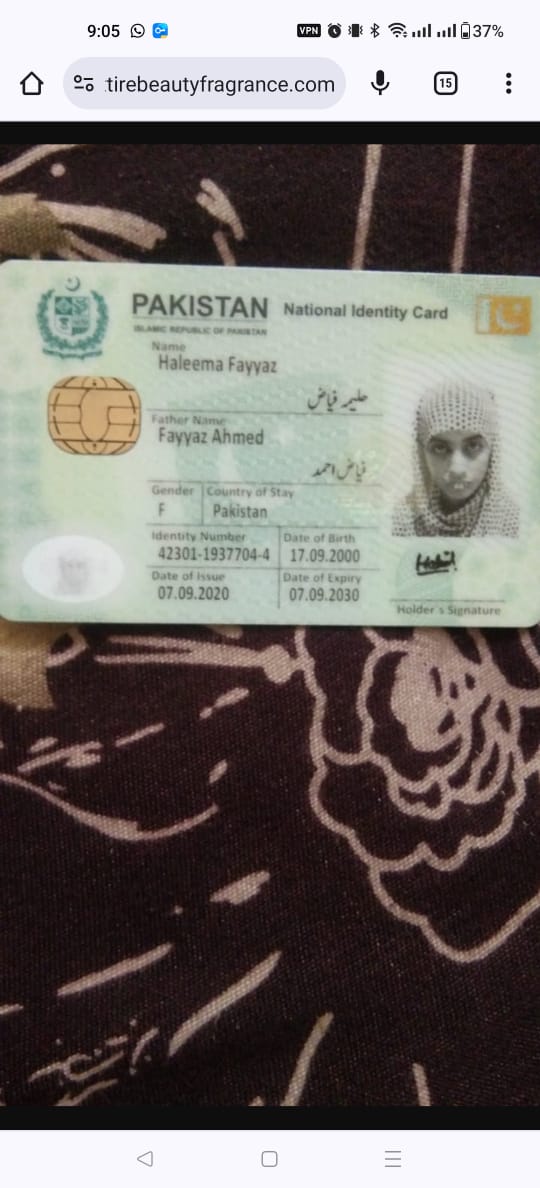 9:05 VPN 37%
:tirebeautyfragrance.com 15
PAKISTAN National Identity Card
ISLAMIC REPUBLIC OF PAKISTAN
Name
Haleema Fayyaz
حلیمہ فیاض
Father Name
Fayyaz Ahmed
فیاض احمد
Gender Country of Stay
F Pakistan
Identity Number Date of Birth
42301-1937704-4 17.09.2000
Date of Issue Date of Expiry
07.09.2020 07.09.2030
Holder's Signature